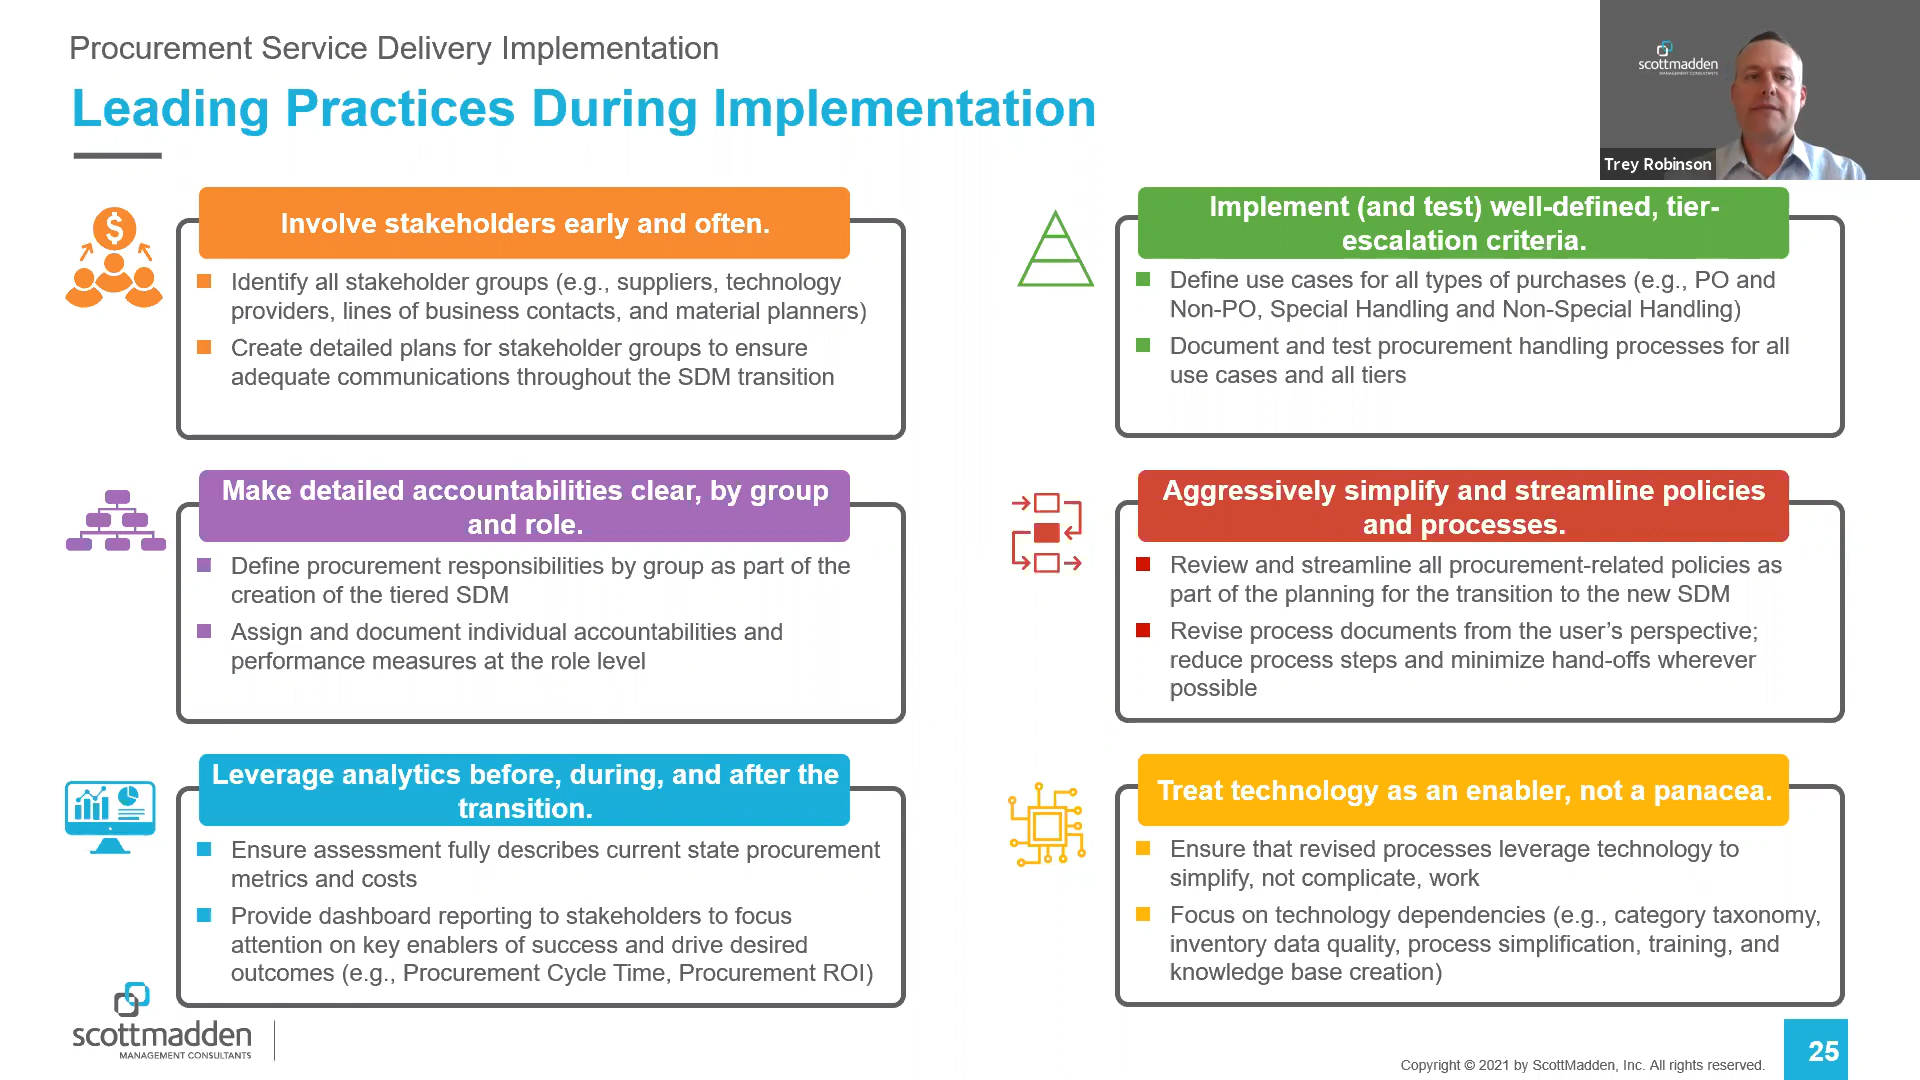 Procurement Service Delivery Implementation
Leading Practices During Implementation
scottmadden
MANAGEMENT CONSULTANTS
Trey Robinson
$
Involve stakeholders early and often.
Identify all stakeholder groups (e.g., suppliers, technology
providers, lines of business contacts, and material planners)
Create detailed plans for stakeholder groups to ensure
adequate communications throughout the SDM transition
Implement (and test) well-defined, tier-
escalation criteria.
Define use cases for all types of purchases (e.g., PO and
Non-PO, Special Handling and Non-Special Handling)
Document and test procurement handling processes for all
use cases and all tiers
Make detailed accountabilities clear, by group
and role.
Define procurement responsibilities by group as part of the
creation of the tiered SDM
Assign and document individual accountabilities and
performance measures at the role level
Aggressively simplify and streamline policies
and processes.
Review and streamline all procurement-related policies as
part of the planning for the transition to the new SDM
Revise process documents from the user’s perspective;
reduce process steps and minimize hand-offs wherever
possible
Leverage analytics before, during, and after the
transition.
Ensure assessment fully describes current state procurement
metrics and costs
Provide dashboard reporting to stakeholders to focus
attention on key enablers of success and drive desired
outcomes (e.g., Procurement Cycle Time, Procurement ROI)
Treat technology as an enabler, not a panacea.
Ensure that revised processes leverage technology to
simplify, not complicate, work
Focus on technology dependencies (e.g., category taxonomy,
inventory data quality, process simplification, training, and
knowledge base creation)
scottmadden
MANAGEMENT CONSULTANTS
Copyright © 2021 by ScottMadden, Inc. All rights reserved.
25